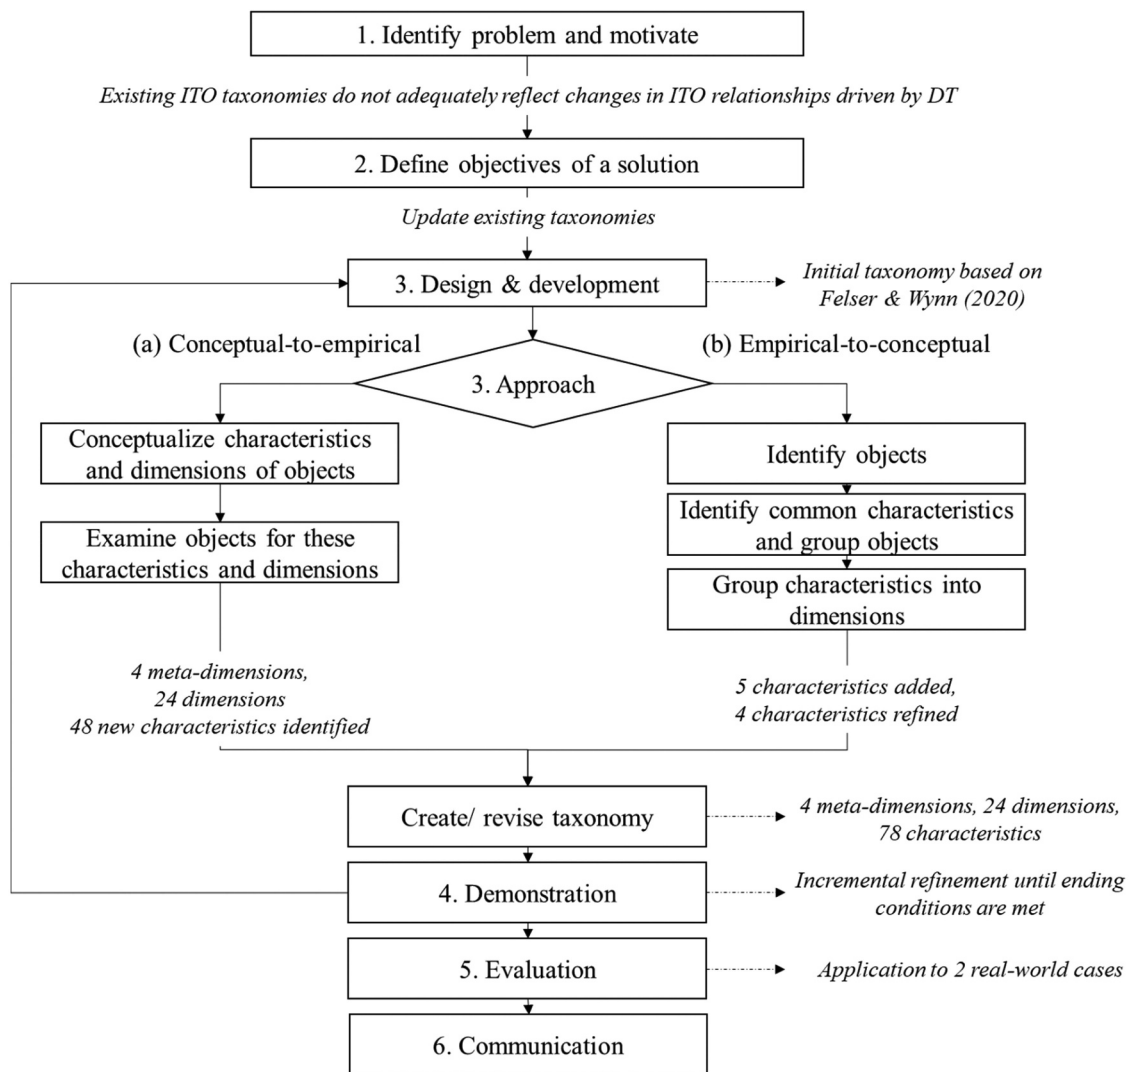 1. Identify problem and motivate
Existing ITO taxonomies do not adequately reflect changes in ITO relationships driven by DT
2. Define objectives of a solution
Update existing taxonomies
3. Design & development
Initial taxonomy based on
Felser & Wynn (2020)
(a) Conceptual-to-empirical
(b) Empirical-to-conceptual
3. Approach
Conceptualize characteristics
and dimensions of objects
Examine objects for these
characteristics and dimensions
4 meta-dimensions,
24 dimensions
48 new characteristics identified
Identify objects
Identify common characteristics
and group objects
Group characteristics into
dimensions
5 characteristics added,
4 characteristics refined
Create/ revise taxonomy
4 meta-dimensions, 24 dimensions,
78 characteristics
4. Demonstration
Incremental refinement until ending
conditions are met
5. Evaluation
Application to 2 real-world cases
6. Communication